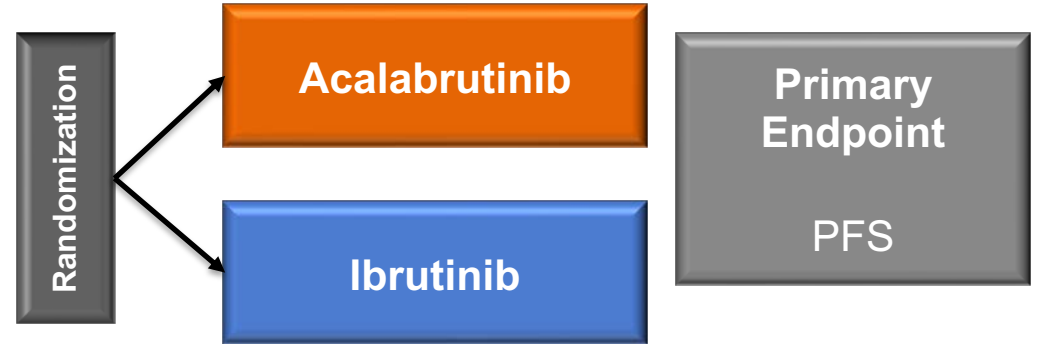 Randomization
Acalabrutinib
Ibrutinib
Primary
Endpoint
PFS